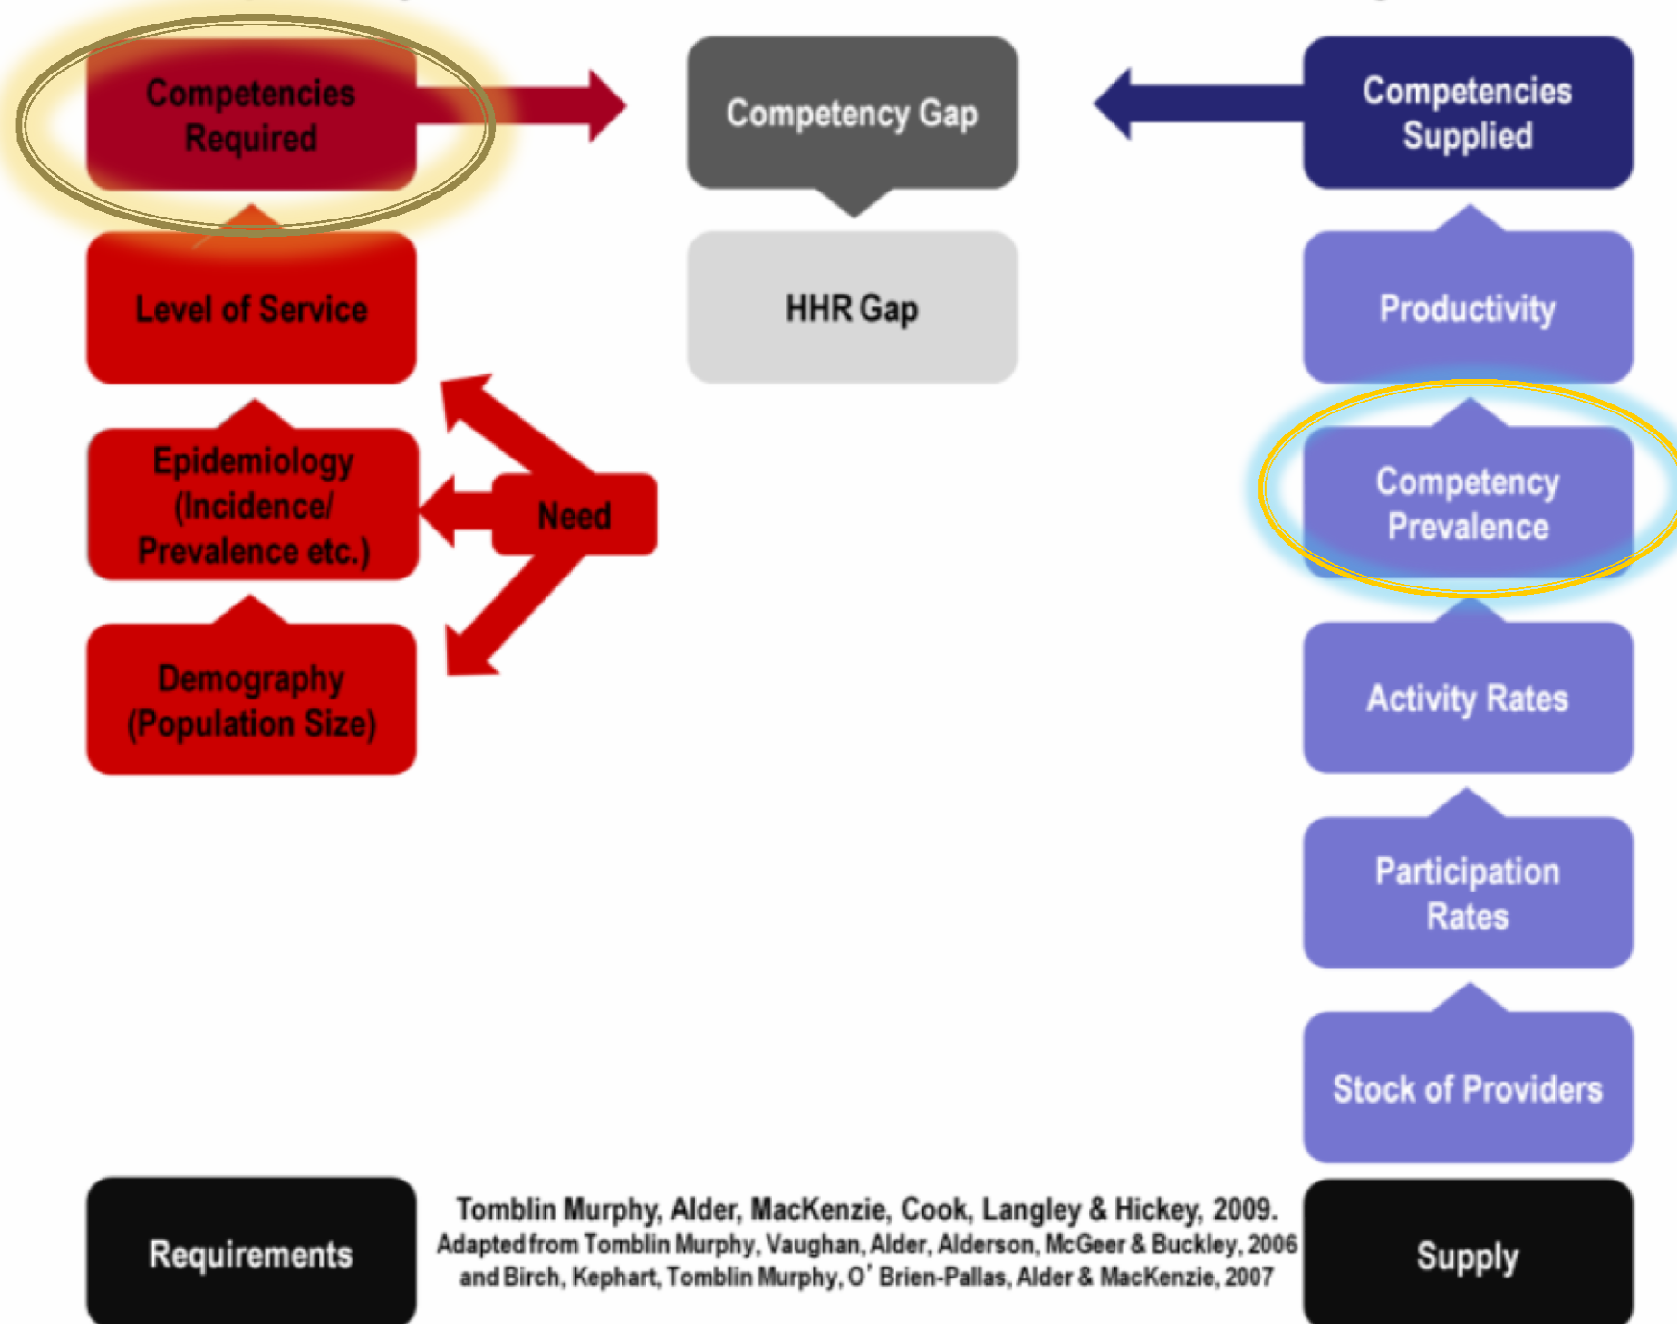 Competencies
Required
Competency Gap
Competencies
Supplied
Level of Service
HHR Gap
Productivity
Epidemiology
(Incidence/
Prevalence etc.)
Need
Competency
Prevalence
Demography
(Population Size)
Activity Rates
Participation
Rates
Stock of Providers
Requirements
Tomblin Murphy, Alder, MacKenzie, Cook, Langley & Hickey, 2009.
Adapted from Tomblin Murphy, Vaughan, Alder, Alderson, McGeer & Buckley, 2006
and Birch, Kephart, Tomblin Murphy, O’ Brien-Pallas, Alder & MacKenzie, 2007
Supply